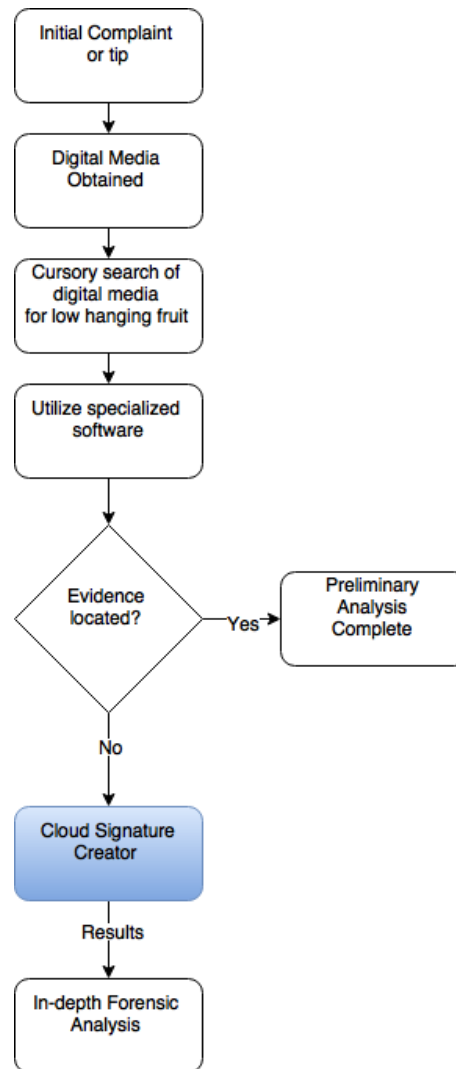 Initial Complaint
or tip
Digital Media
Obtained
Cursory search of
digital media
for low hanging fruit
Utilize specialized
software
Evidence
located?
Yes
Preliminary
Analysis
Complete
No
Cloud Signature
Creator
Results
In-depth Forensic
Analysis